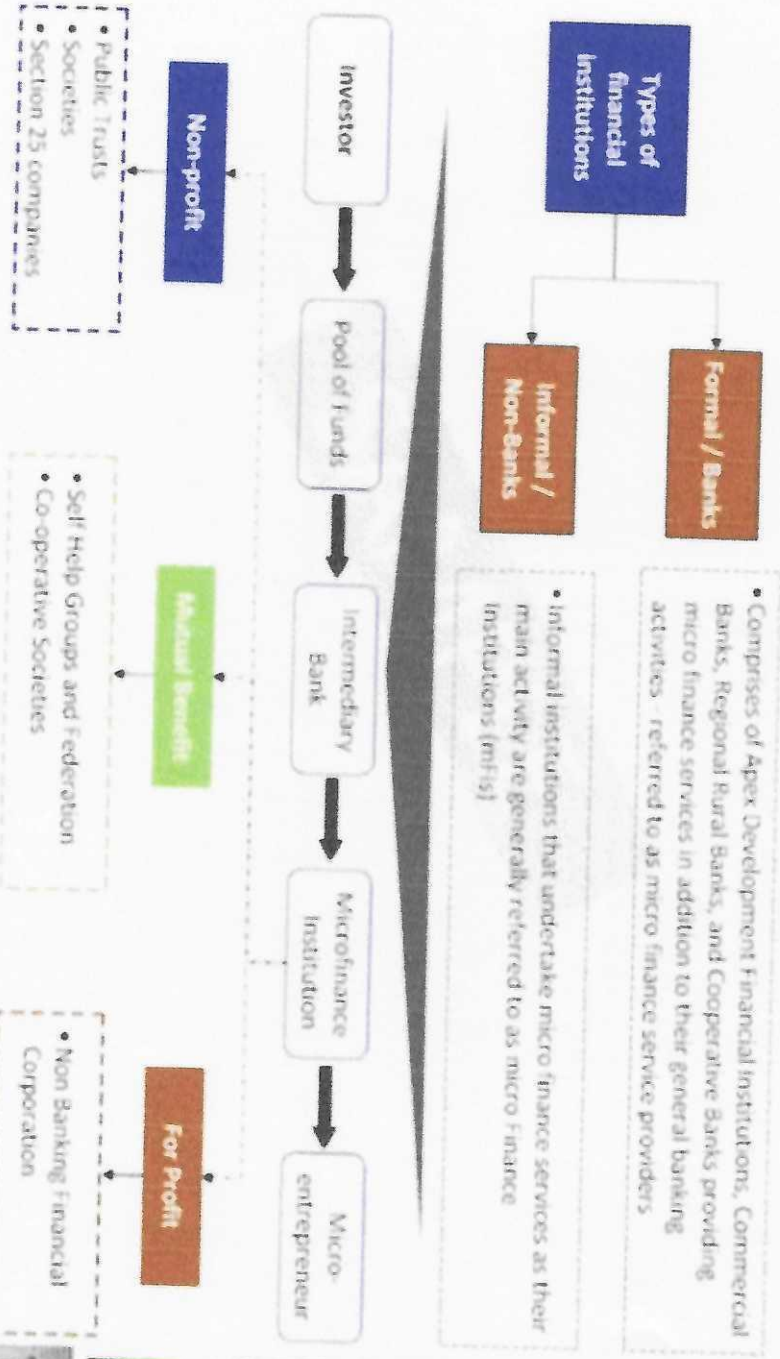 Types of
financial
institutions
Formal / Banks
• Comprises of Apex Development Financial Institutions, Commercial
Banks, Regional Rural Banks, and Cooperative Banks providing
micro finance services in addition to their general banking
activities - referred to as micro finance service providers
Informal /
Non-Banks
• Informal institutions that undertake micro finance services as their
main activity are generally referred to as micro Finance
Institutions (mFIs)
Investor
Pool of Funds
Intermediary
Bank
Microfinance
Institution
Micro-
entrepreneur
Non-profit
Mutual Benefit
For Profit
• Public Trusts
• Societies
• Section 25 companies
• Self Help Groups and Federation
• Co-operative Societies
• Non Banking Financial
Corporation